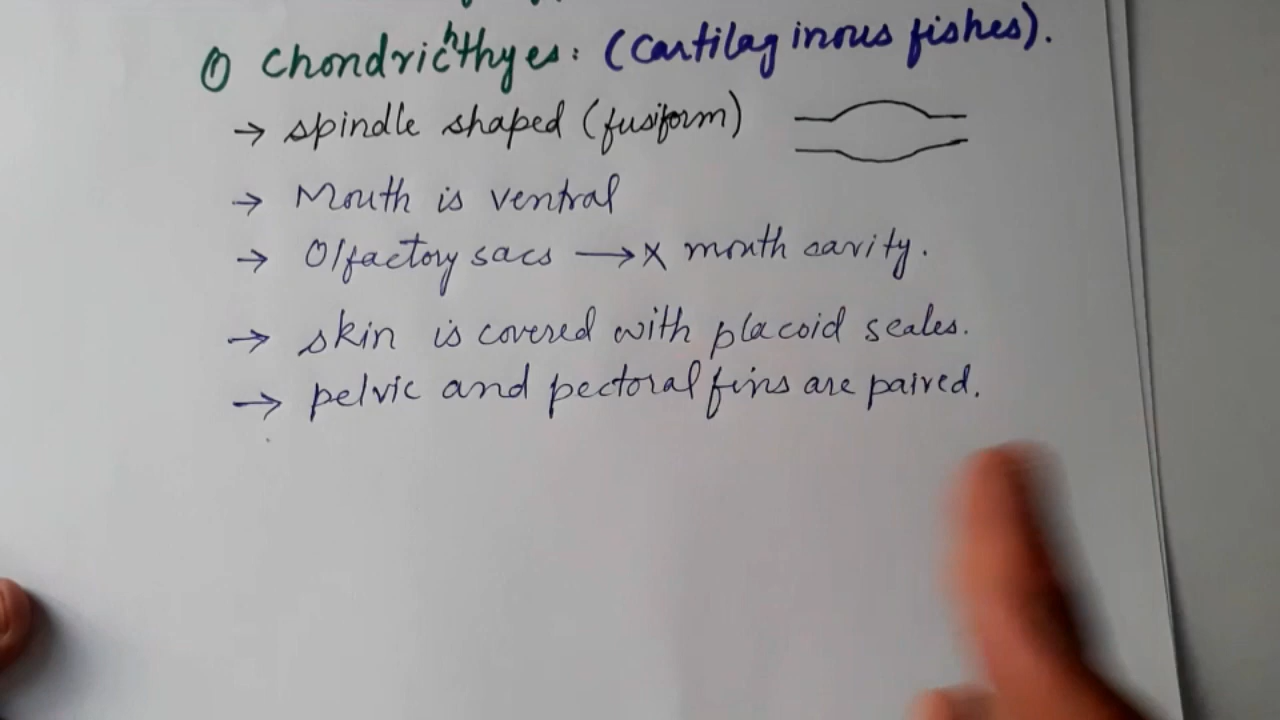 ① Chondrichthyes: (Cartilaginous fishes).
→ spindle shaped (fusiform)
→ Mouth is ventral
→ Olfactory sacs → x mouth cavity.
→ skin is covered with placoid scales.
→ pelvic and pectoral fins are paired.